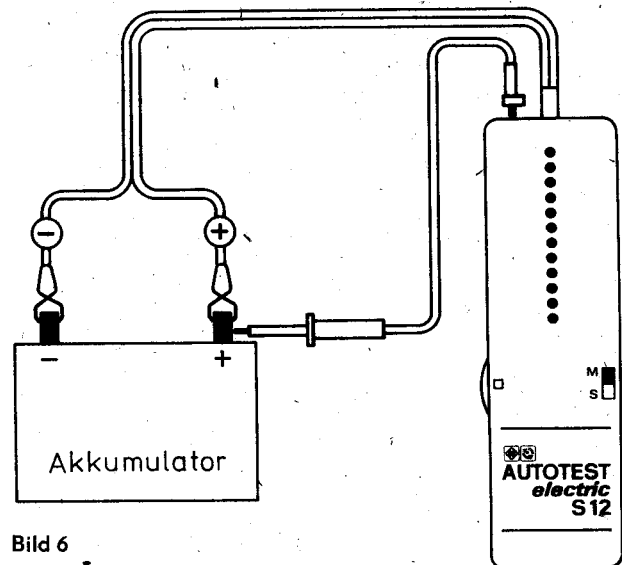 − +
M
− +
S
Akkumulator
AUTOTEST
electric
S12
Bild 6